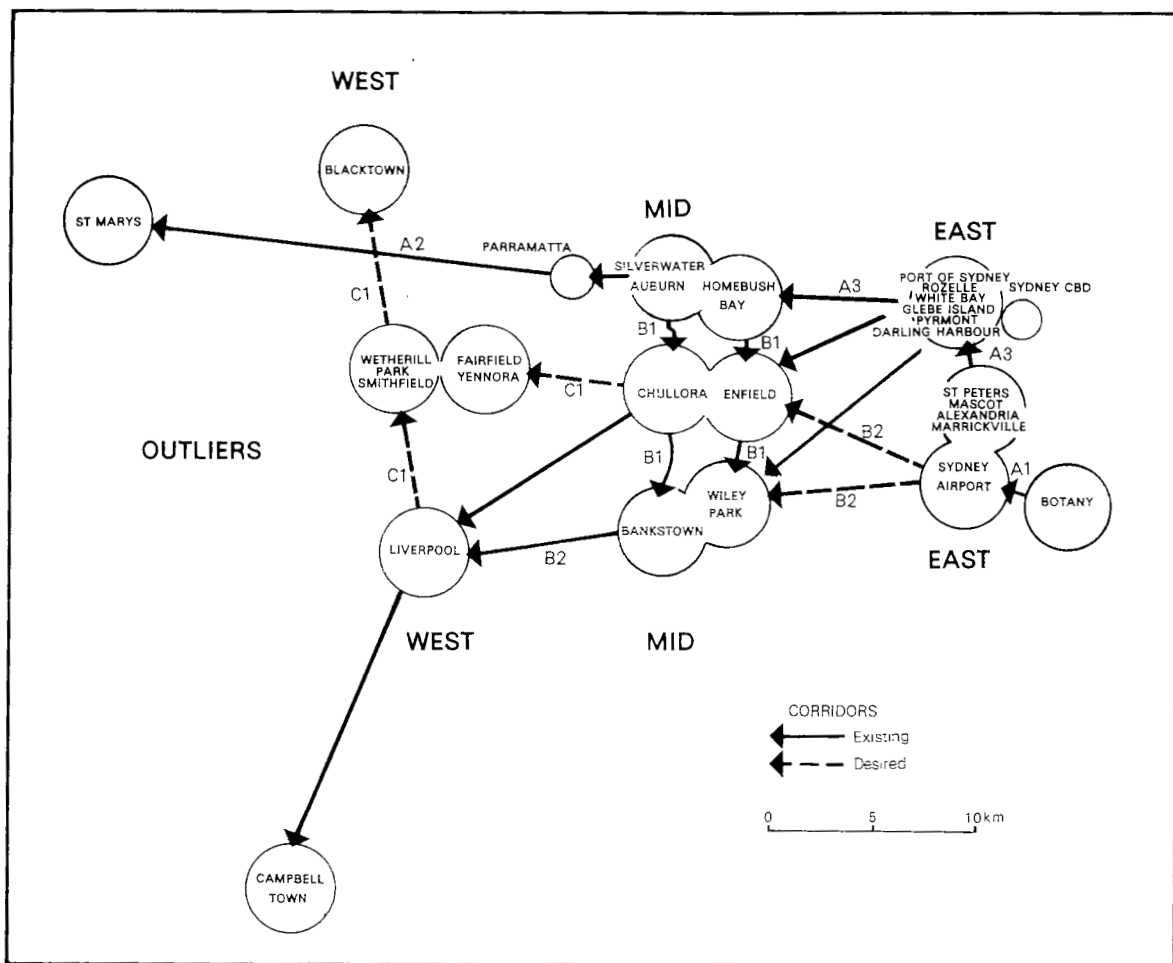 WEST
BLACKTOWN
ST MARYS
A2
PARRAMATTA
MID
SILVERWATER
AUBURN
HOMEBUSH
BAY
A3
EAST
PORT OF SYDNEY
ROZELLE
WHITE BAY
GLEBE ISLAND
PYRMONT
DARLING HARBOUR
SYDNEY CBD
A3
C1
B1
B1
WETHERILL
PARK
SMITHFIELD
FAIRFIELD
YENNORA
C1
CHULLORA
ENFIELD
ST PETERS
MASCOT
ALEXANDRIA
MARRICKVILLE
B2
OUTLIERS
C1
B1
B1
B2
WILEY
PARK
SYDNEY
AIRPORT
A1
BOTANY
LIVERPOOL
B2
BANKSTOWN
EAST
WEST
MID
CORRIDORS
Existing
Desired
0 5 10km
CAMPBELL
TOWN